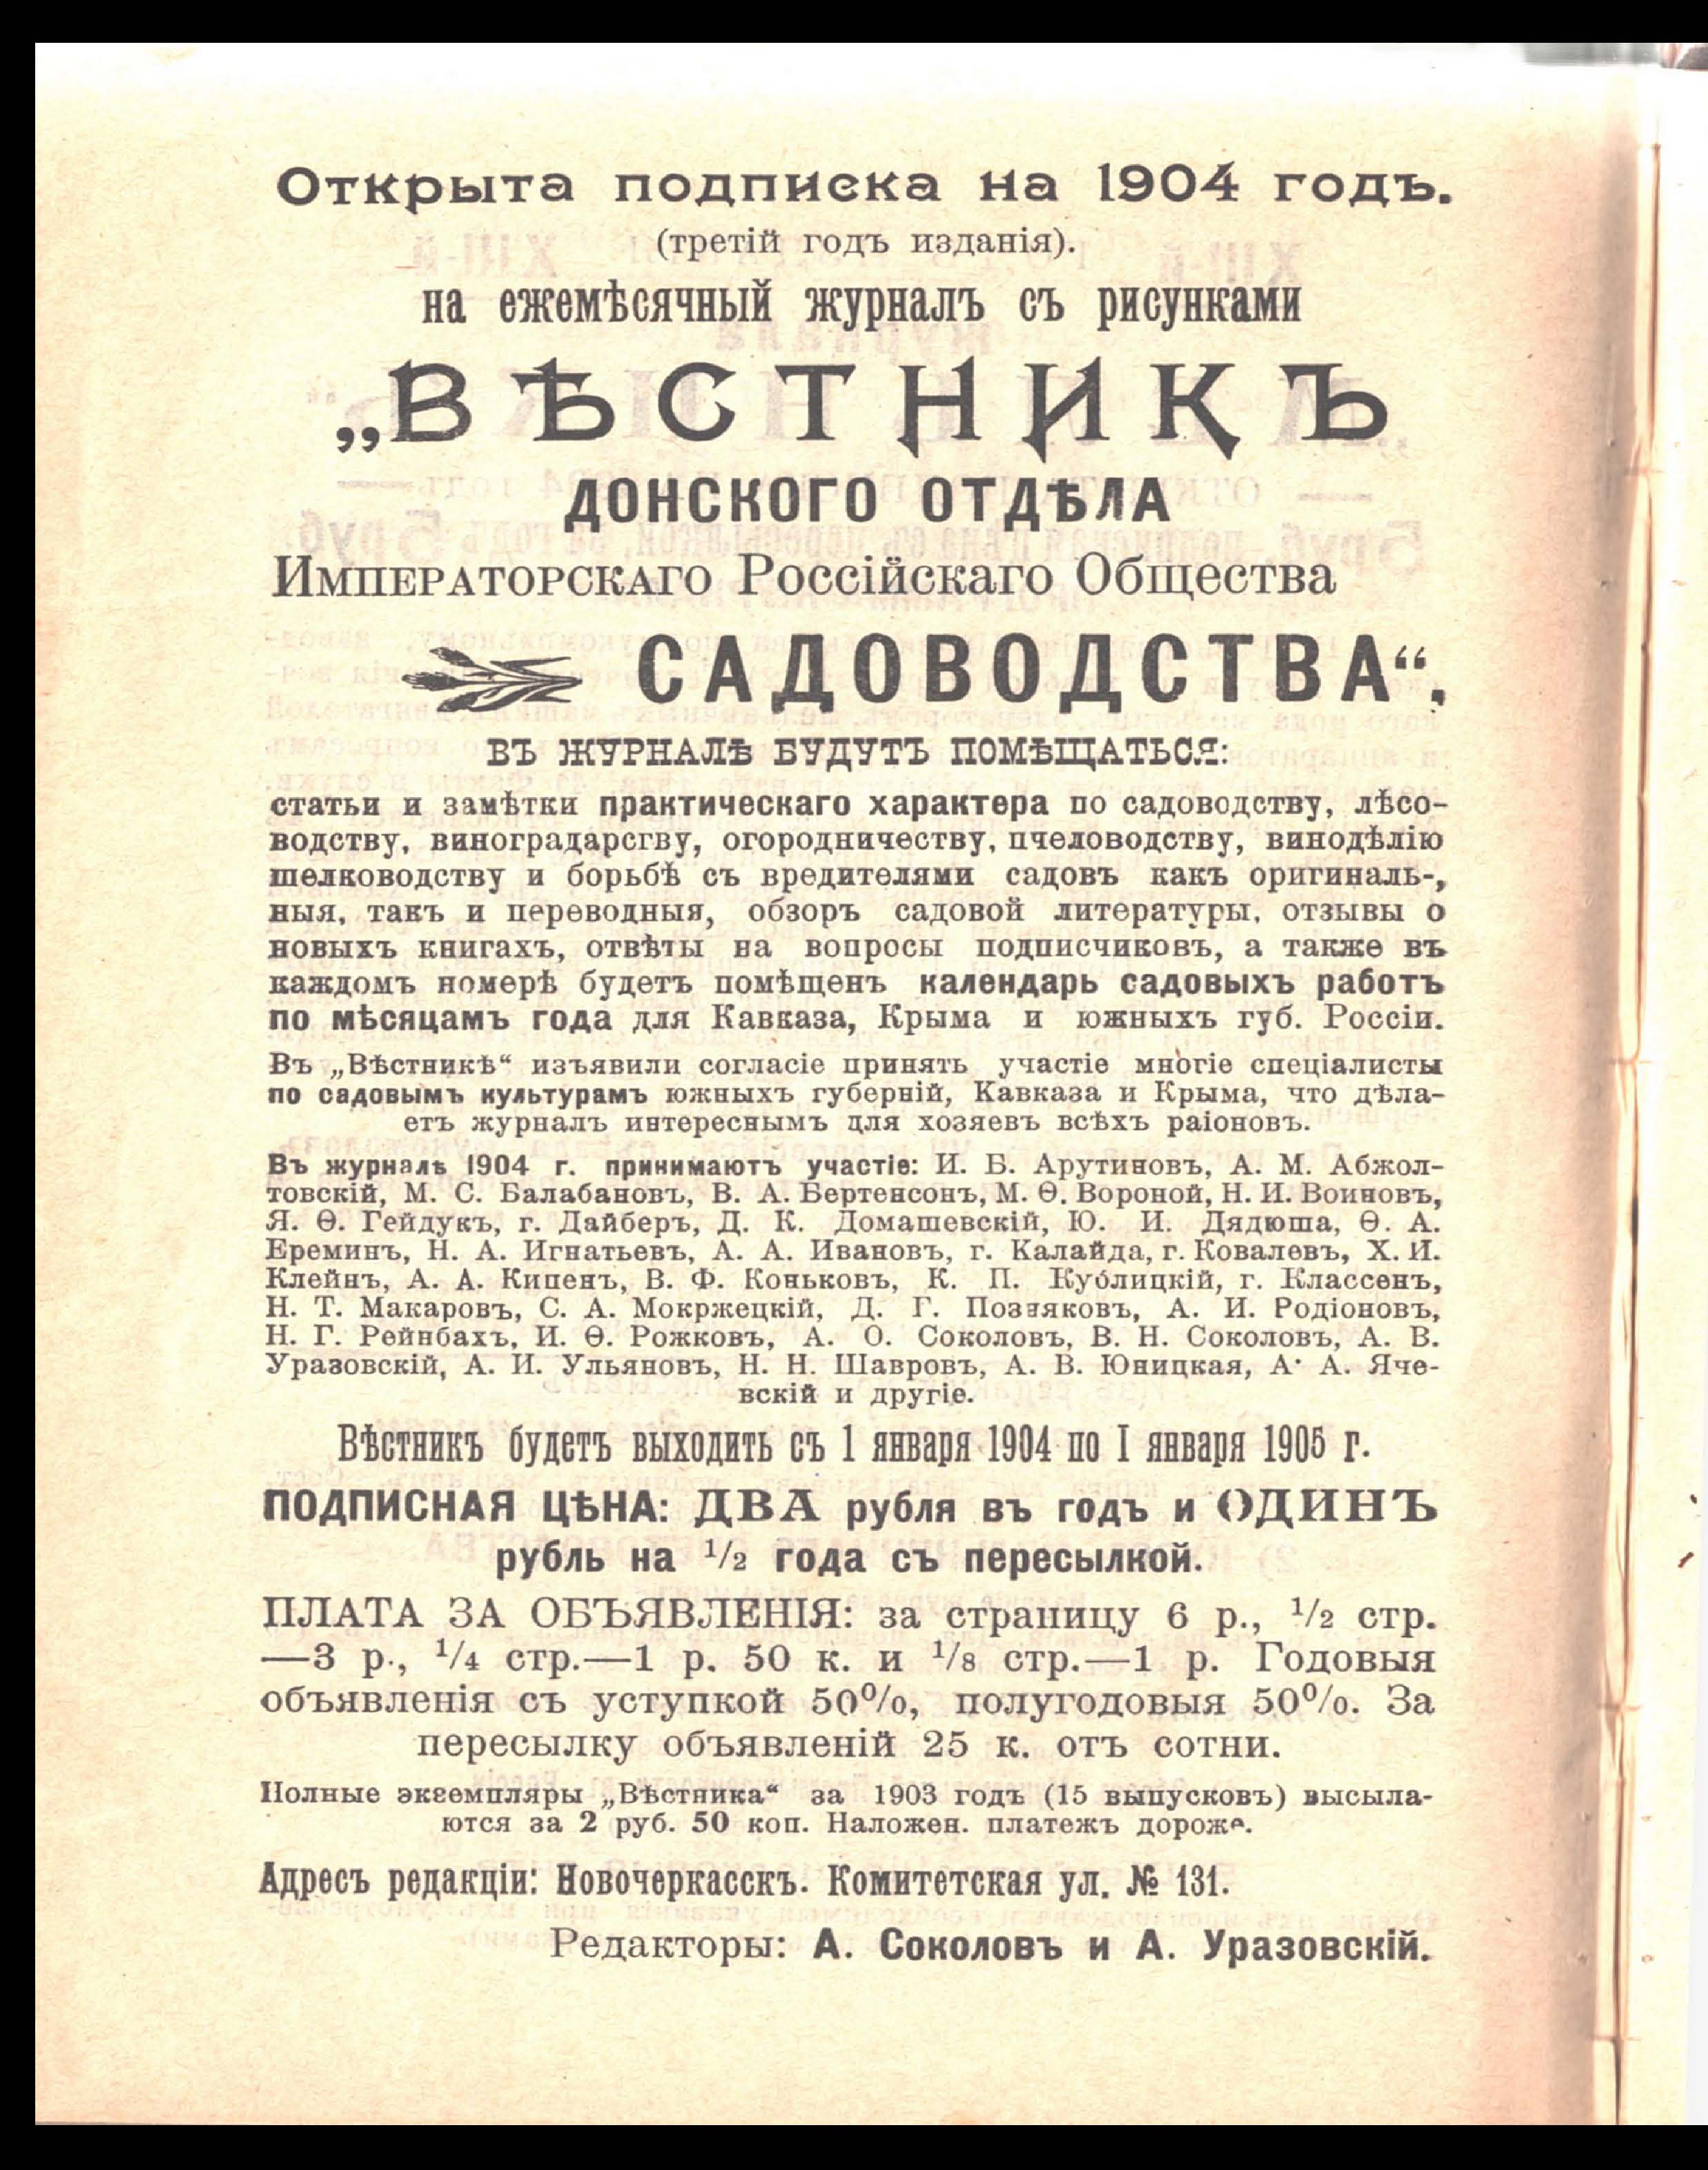 Открыта подписка на 1904 годъ.
(третій годъ изданія).
на ежемѣсячный журналъ съ рисунками
„ВѢСТНИКЪ
ДОНСКОГО ОТДѢЛА
ИМПЕРАТОРСКАГО Россійскаго Общества
САДОВОДСТВА“.
ВЪ ЖУРНАЛѢ БУДУТЪ ПОМѢЩАТЬСЯ:
статьи и замѣтки практическаго характера по садоводству, лѣсо-
водству, виноградарсгву, огородничеству, пчеловодству, винодѣлію
шелководству и борьбѣ съ вредителями садовъ какъ оригиналь-,
ныя, такъ и переводныя, обзоръ садовой литературы, отзывы о
новыхъ книгахъ, отвѣты на вопросы подписчиковъ, а также въ
каждомъ номерѣ будетъ помѣщенъ календарь садовыхъ работъ
по мѣсяцамъ года для Кавказа, Крыма и южныхъ губ. Россіи.
Въ „Вѣстникѣ“ изъявили согласіе принять участіе многіе спеціалисты
по садовымъ культурамъ южныхъ губерній, Кавказа и Крыма, что дѣла-
етъ журналъ интереснымъ для хозяевъ всѣхъ раіоновъ.
Въ журналѣ 1904 г. принимаютъ участіе: И. Б. Арутиновъ, А. М. Абжол-
товскій, М. С. Балабановъ, В. А. Бертенсонъ, М. Ѳ. Вороной, Н. И. Воиновъ,
Я. Ѳ. Гейдукъ, г. Дайберъ, Д. К. Домашевскій, Ю. И. Дядюша, Ѳ. А.
Ереминъ, Н. А. Игнатьевъ, А. А. Ивановъ, г. Калайда, г. Ковалевъ, Х. И.
Клейнъ, А. А. Кипенъ, В. Ф. Коньковъ, К. П. Кублицкій, г. Классенъ,
Н. Т. Макаровъ, С. А. Мокржецкій, Д. Г. Позняковъ, А. И. Родіоновъ,
Н. Г. Рейнбахъ, И. Ѳ. Рожковъ, А. О. Соколовъ, В. Н. Соколовъ, А. В.
Уразовскій, А. И. Ульяновъ, Н. Н. Шавровъ, А. В. Юницкая, А. А. Яче-
вскій и другіе.
Вѣстникъ будетъ выходить съ 1 января 1904 по I января 1905 г.
ПОДПИСНАЯ ЦѢНА: ДВА рубля въ годъ и ОДИНЪ
рубль на 1/2 года съ пересылкой.
ПЛАТА ЗА ОБЪЯВЛЕНІЯ: за страницу 6 р., 1/2 стр.
—3 р., 1/4 стр.—1 р. 50 к. и 1/8 стр.—1 р. Годовыя
объявленія съ уступкой 50%, полугодовыя 50%. За
пересылку объявленій 25 к. отъ сотни.
Полные экземпляры „Вѣстника“ за 1903 годъ (15 выпусковъ) высыла-
ются за 2 руб. 50 коп. Наложен. платежъ дороже.
Адресъ редакціи: Новочеркасскъ. Комитетская ул. № 131.
Редакторы: А. Соколовъ и А. Уразовскій.